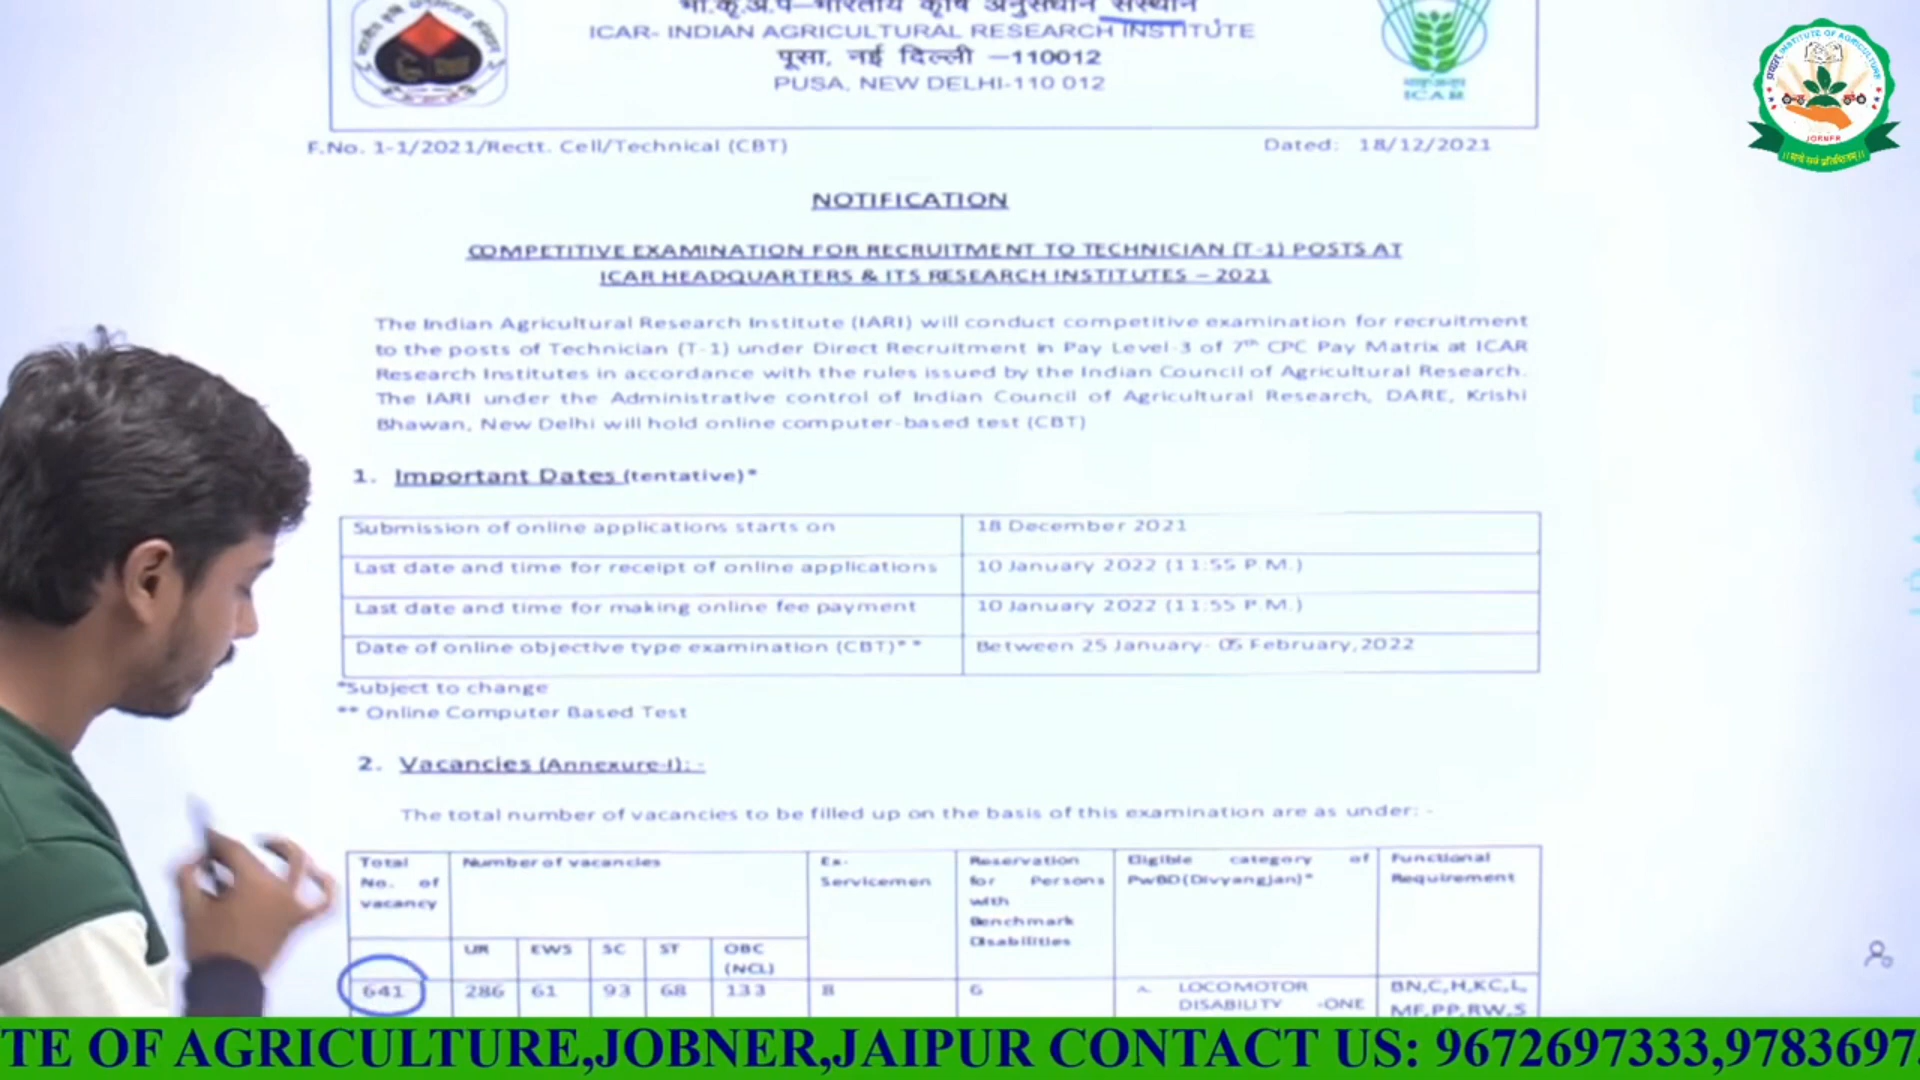 भा.कृ.अ.प–भारतीय कृषि अनुसंधान संस्थान
ICAR- INDIAN AGRICULTURAL RESEARCH INSTITUTE
पूसा, नई दिल्ली –110012
PUSA, NEW DELHI-110 012
ICAR
INSTITUTE OF AGRICULTURE
JOBNER
F.No. 1-1/2021/Rectt. Cell/Technical (CBT)
Dated: 18/12/2021
NOTIFICATION
COMPETITIVE EXAMINATION FOR RECRUITMENT TO TECHNICIAN (T-1) POSTS AT
ICAR HEADQUARTERS & ITS RESEARCH INSTITUTES – 2021
The Indian Agricultural Research Institute (IARI) will conduct competitive examination for recruitment
to the posts of Technician (T-1) under Direct Recruitment in Pay Level-3 of 7th CPC Pay Matrix at ICAR
Research Institutes in accordance with the rules issued by the Indian Council of Agricultural Research.
The IARI under the Administrative control of Indian Council of Agricultural Research, DARE, Krishi
Bhawan, New Delhi will hold online computer-based test (CBT)
1. Important Dates (tentative)*
Submission of online applications starts on
18 December 2021
Last date and time for receipt of online applications
10 January 2022 (11:55 P.M.)
Last date and time for making online fee payment
10 January 2022 (11:55 P.M.)
Date of online objective type examination (CBT)**
Between 25 January- 05 February,2022
*Subject to change
** Online Computer Based Test
2. Vacancies (Annexure-I): -
The total number of vacancies to be filled up on the basis of this examination are as under: -
Total No. of vacancy
Number of vacancies
Ex-Servicemen
Reservation for Persons with Benchmark Disabilities
Eligible category of PwBD(Divyangjan)*
Functional Requirement
UR EWS SC ST OBC (NCL)
641 286 61 93 68 133 8 6
A. LOCOMOTOR DISABILITY -ONE
BN,C,H,KC,L, MF,PP,RW,S
TE OF AGRICULTURE,JOBNER,JAIPUR CONTACT US: 9672697333,9783697